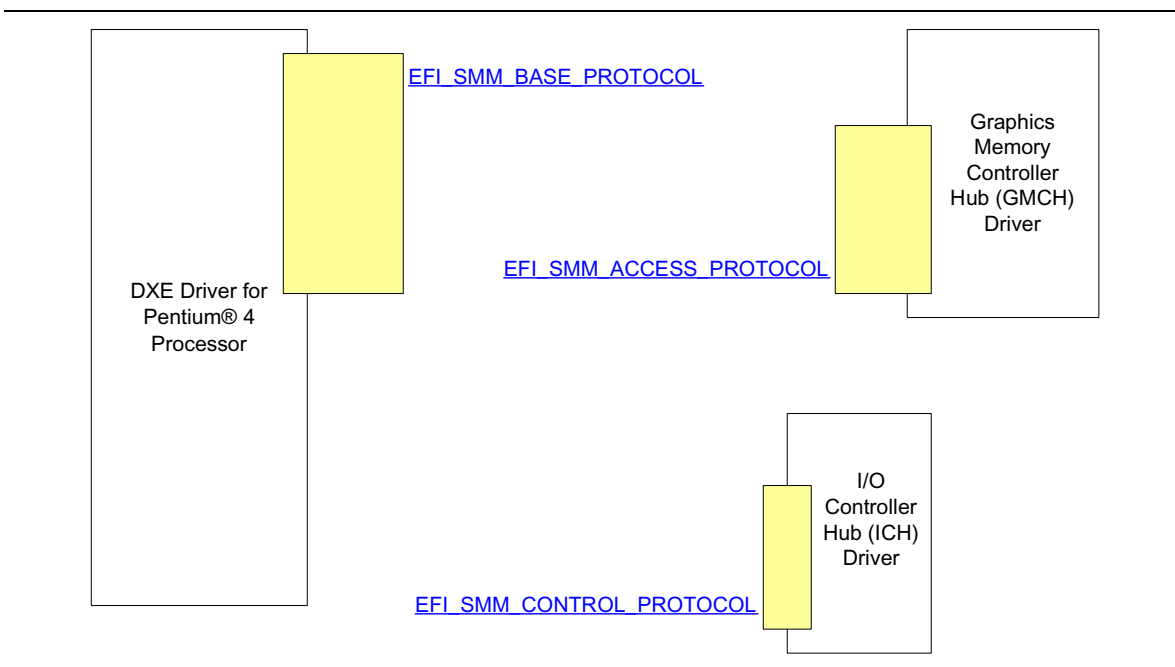 EFI_SMM_BASE_PROTOCOL
Graphics
Memory
Controller
Hub (GMCH)
Driver
EFI_SMM_ACCESS_PROTOCOL
DXE Driver for
Pentium® 4
Processor
I/O
Controller
Hub (ICH)
Driver
EFI_SMM_CONTROL_PROTOCOL